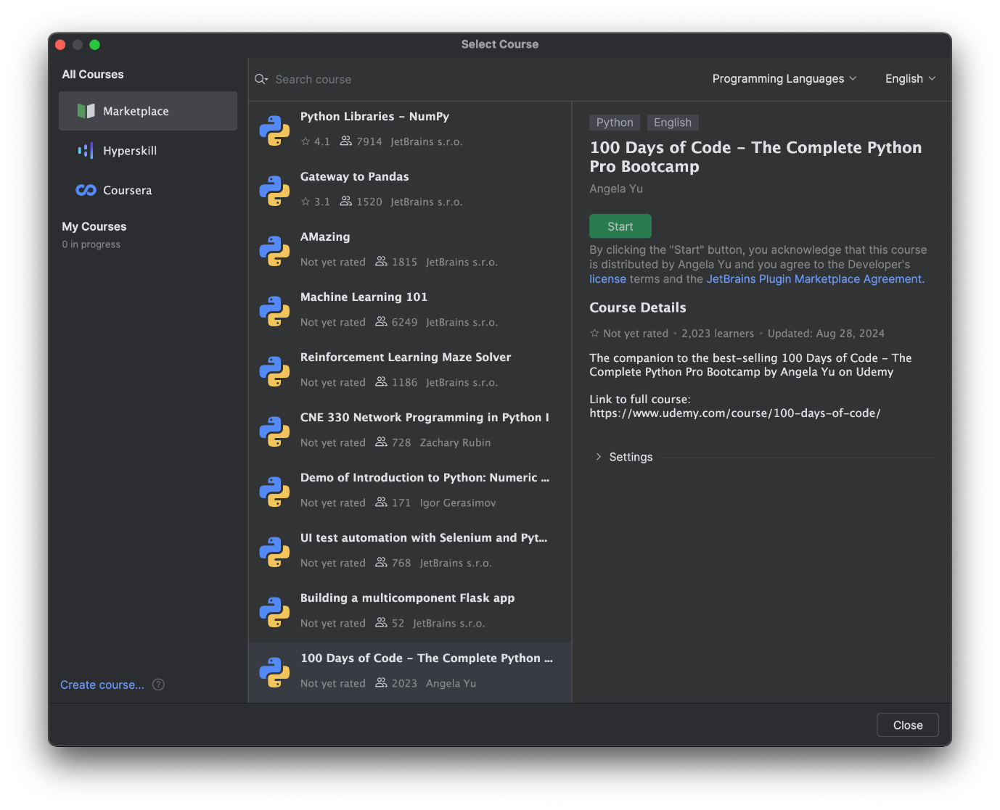 Select Course
All Courses
Marketplace
Hyperskill
Coursera
My Courses
0 in progress
Create course...
?
Search course
Programming Languages
English
Python Libraries – NumPy
4.1 7914 JetBrains s.r.o.
Gateway to Pandas
3.1 1520 JetBrains s.r.o.
AMazing
Not yet rated 1815 JetBrains s.r.o.
Machine Learning 101
Not yet rated 6249 JetBrains s.r.o.
Reinforcement Learning Maze Solver
Not yet rated 1186 JetBrains s.r.o.
CNE 330 Network Programming in Python I
Not yet rated 728 Zachary Rubin
Demo of Introduction to Python: Numeric ...
Not yet rated 171 Igor Gerasimov
UI test automation with Selenium and Pyt...
Not yet rated 768 JetBrains s.r.o.
Building a multicomponent Flask app
Not yet rated 52 JetBrains s.r.o.
100 Days of Code – The Complete Python ...
Not yet rated 2023 Angela Yu
Python English
100 Days of Code – The Complete Python
Pro Bootcamp
Angela Yu
Start
By clicking the "Start" button, you acknowledge that this course
is distributed by Angela Yu and you agree to the Developer's
license terms and the JetBrains Plugin Marketplace Agreement.
Course Details
Not yet rated • 2,023 learners • Updated: Aug 28, 2024
The companion to the best-selling 100 Days of Code – The
Complete Python Pro Bootcamp by Angela Yu on Udemy
Link to full course:
https://www.udemy.com/course/100-days-of-code/
Settings
Close